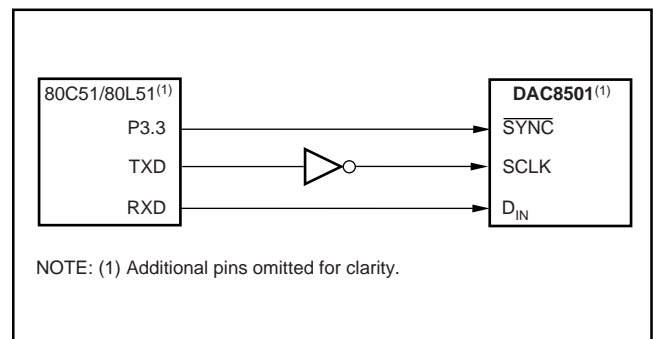 80C51/80L51(1)
DAC8501(1)
P3.3
SYNC
TXD
SCLK
RXD
DIN
NOTE: (1) Additional pins omitted for clarity.